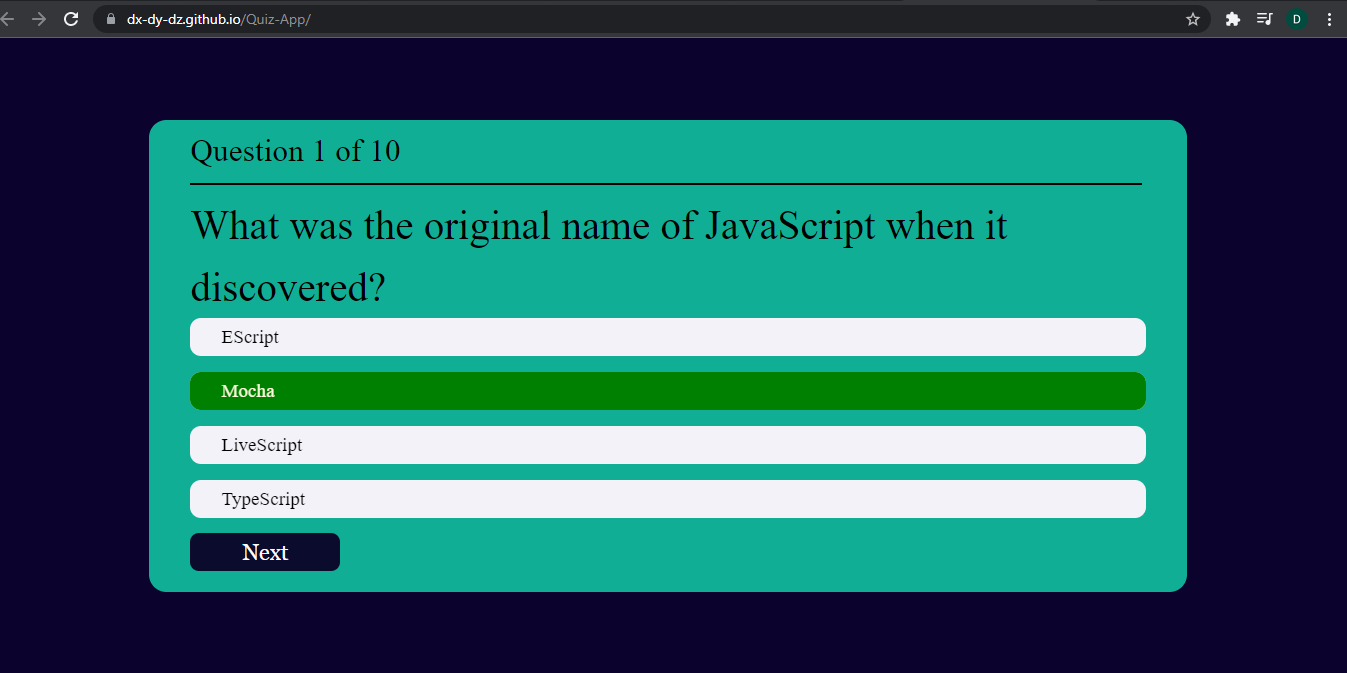 dx-dy-dz.github.io/Quiz-App/
D
Question 1 of 10
What was the original name of JavaScript when it
discovered?
EScript
Mocha
LiveScript
TypeScript
Next